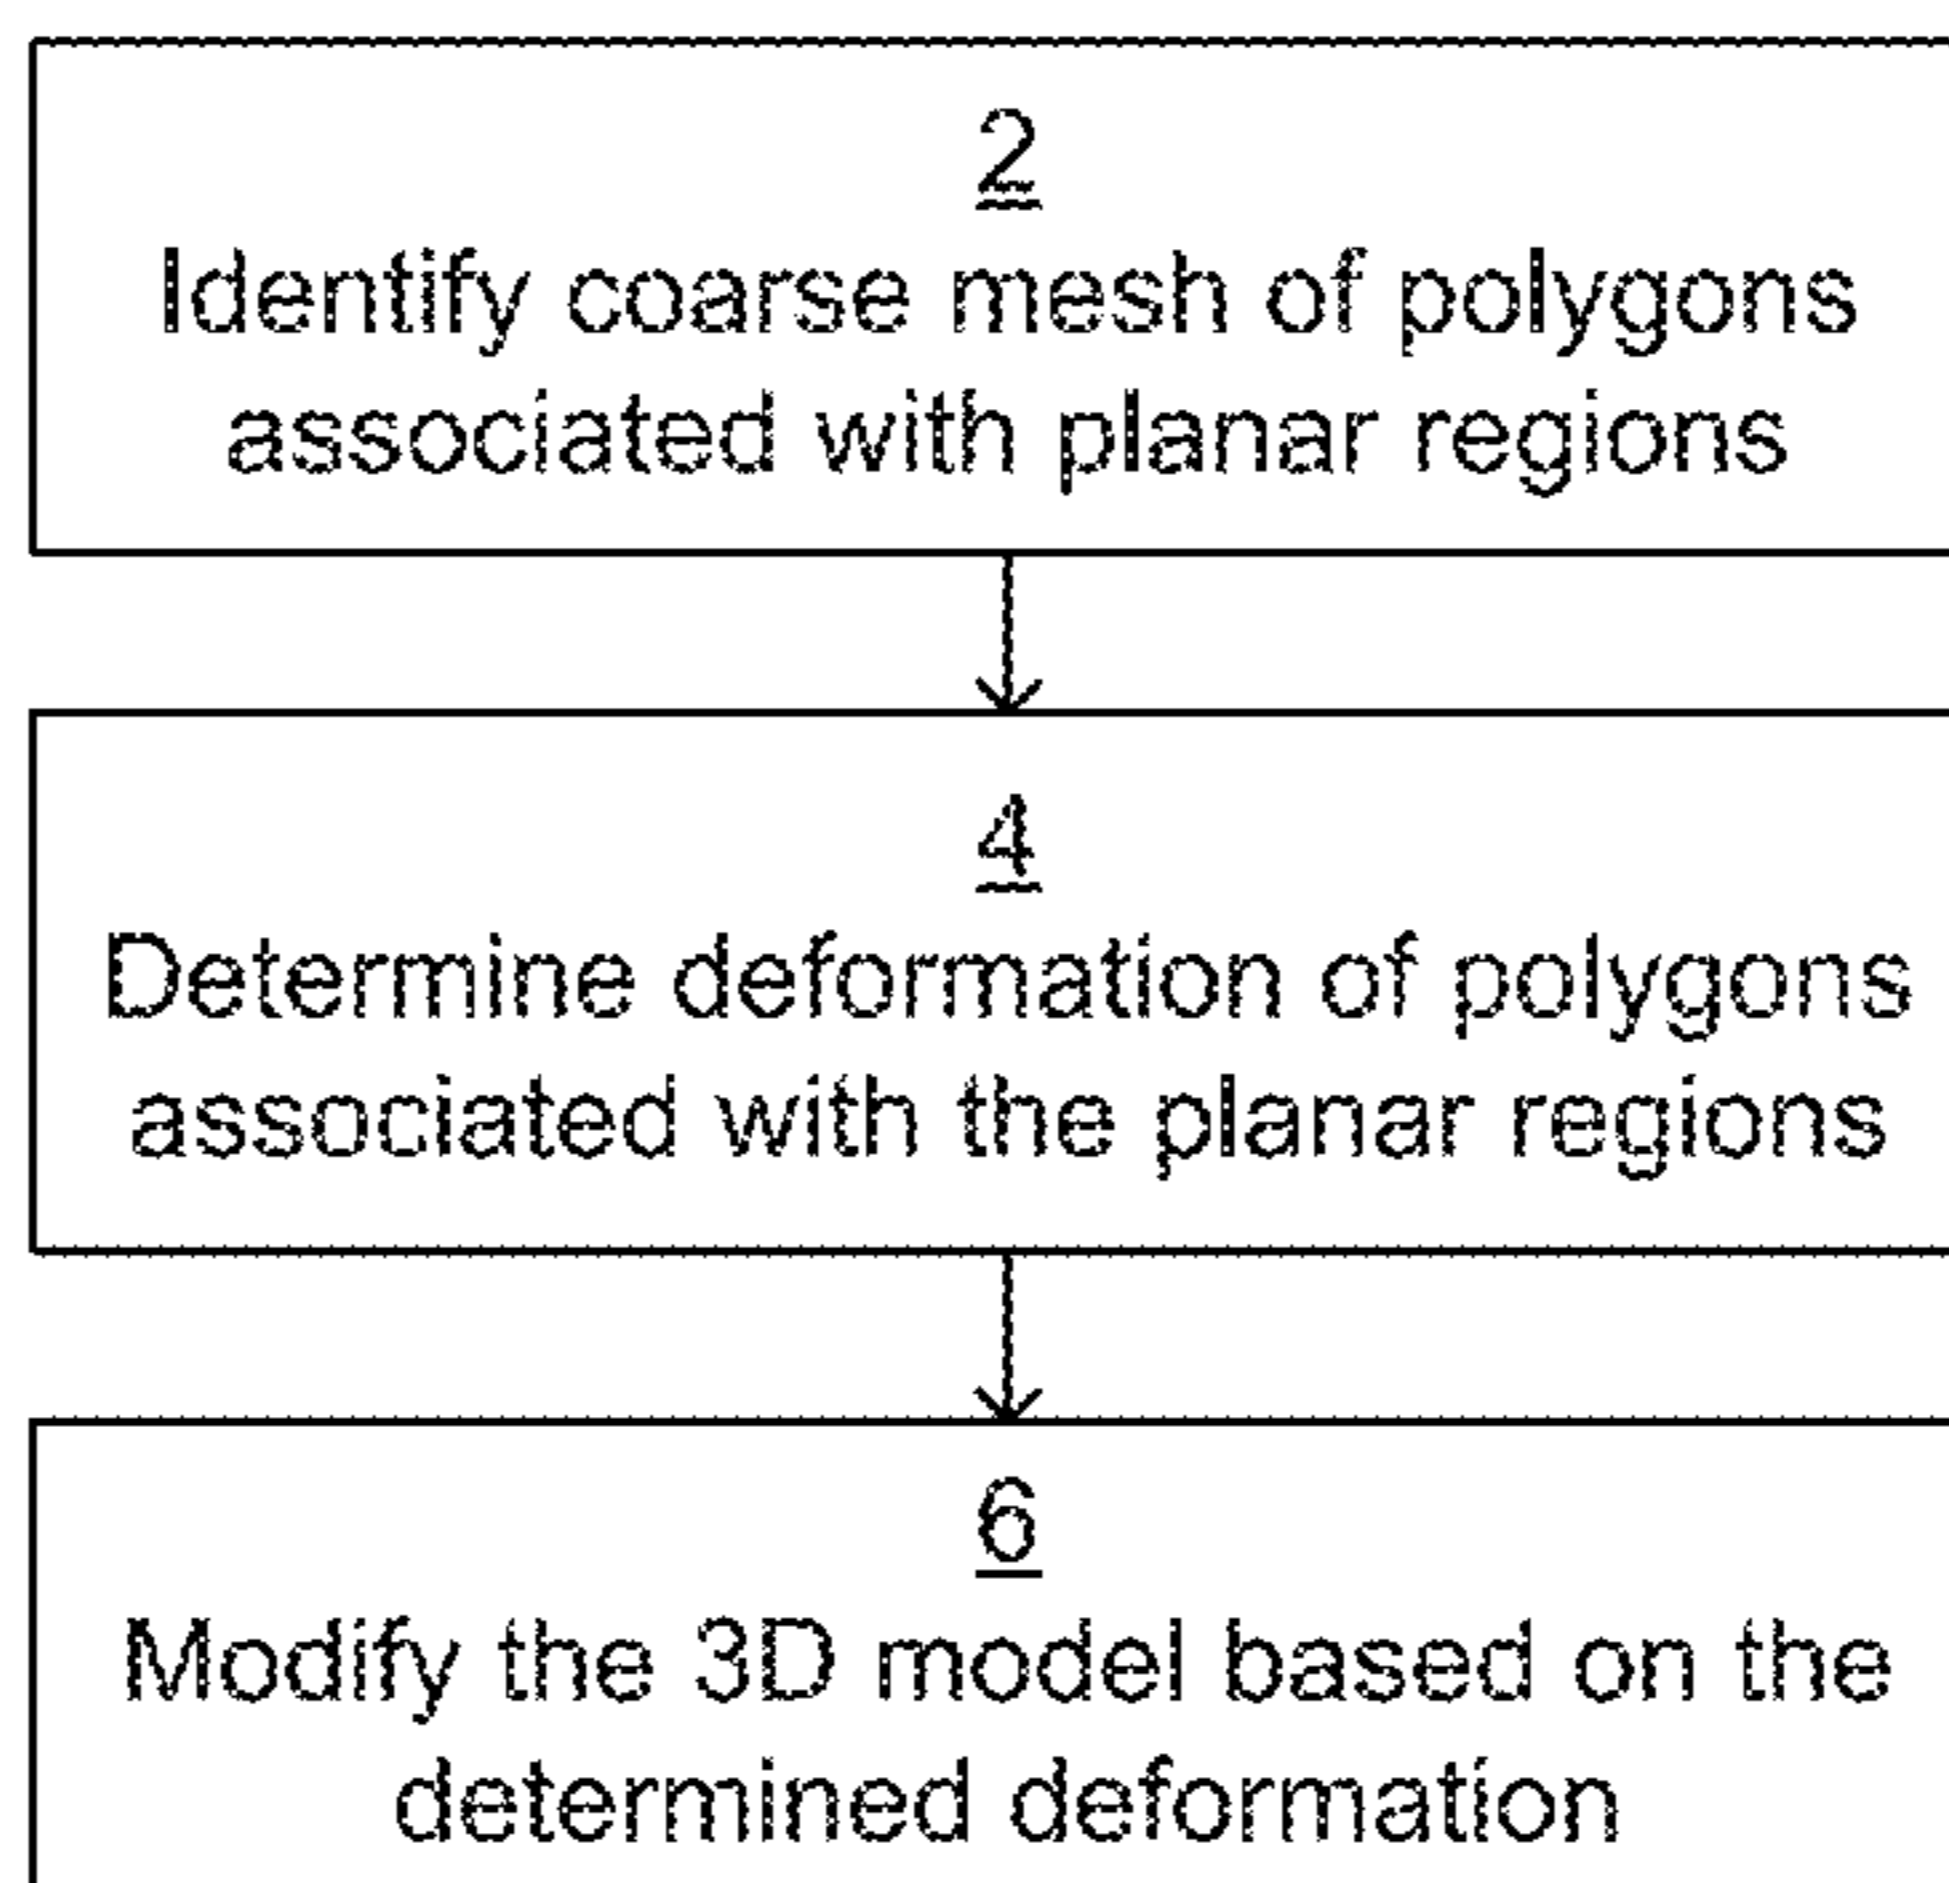 2
Identify coarse mesh of polygons
associated with planar regions
4
Determine deformation of polygons
associated with the planar regions
6
Modify the 3D model based on the
determined deformation